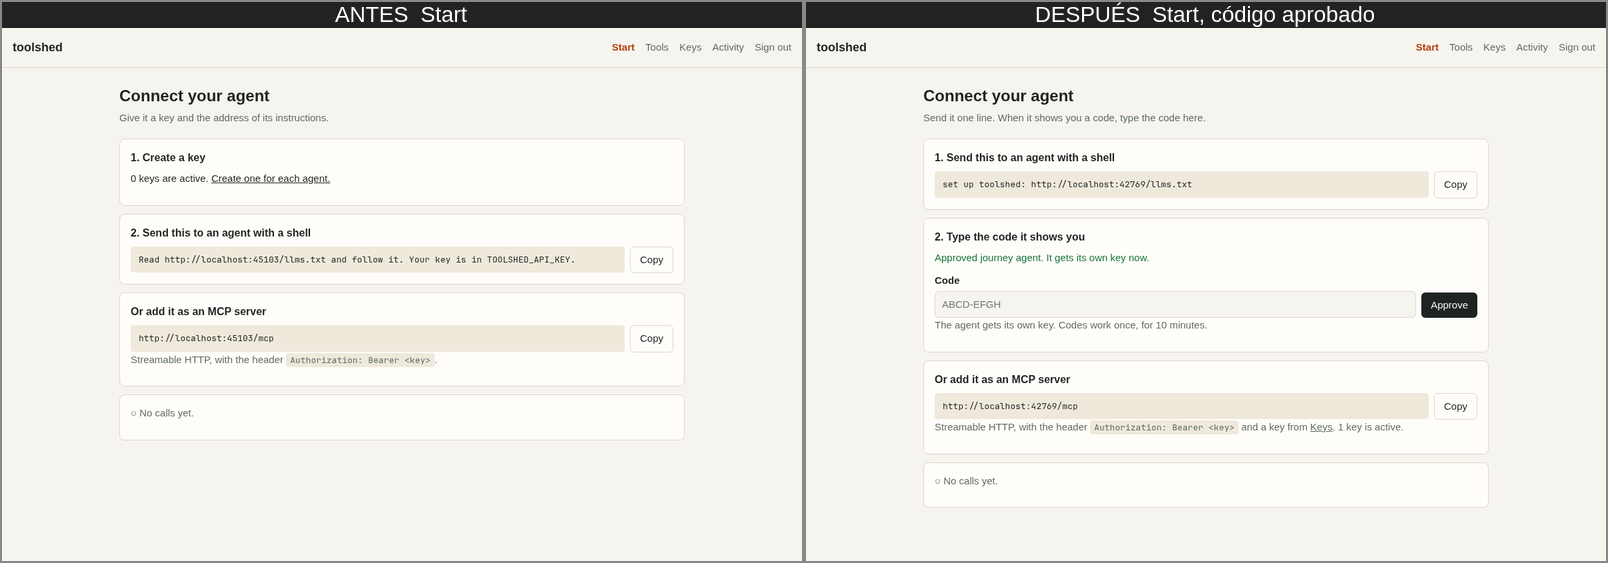 ANTES  Start
toolshed
Start Tools Keys Activity Sign out
Connect your agent
Give it a key and the address of its instructions.
1. Create a key
0 keys are active. Create one for each agent.
2. Send this to an agent with a shell
Read http://localhost:45103/llms.txt and follow it. Your key is in TOOLSHED_API_KEY.
Copy
Or add it as an MCP server
http://localhost:45103/mcp
Copy
Streamable HTTP, with the header Authorization: Bearer <key>.
○ No calls yet.
DESPUÉS  Start, código aprobado
toolshed
Start Tools Keys Activity Sign out
Connect your agent
Send it one line. When it shows you a code, type the code here.
1. Send this to an agent with a shell
set up toolshed: http://localhost:42769/llms.txt
Copy
2. Type the code it shows you
Approved journey agent. It gets its own key now.
Code
ABCD-EFGH
Approve
The agent gets its own key. Codes work once, for 10 minutes.
Or add it as an MCP server
http://localhost:42769/mcp
Copy
Streamable HTTP, with the header Authorization: Bearer <key> and a key from Keys. 1 key is active.
○ No calls yet.